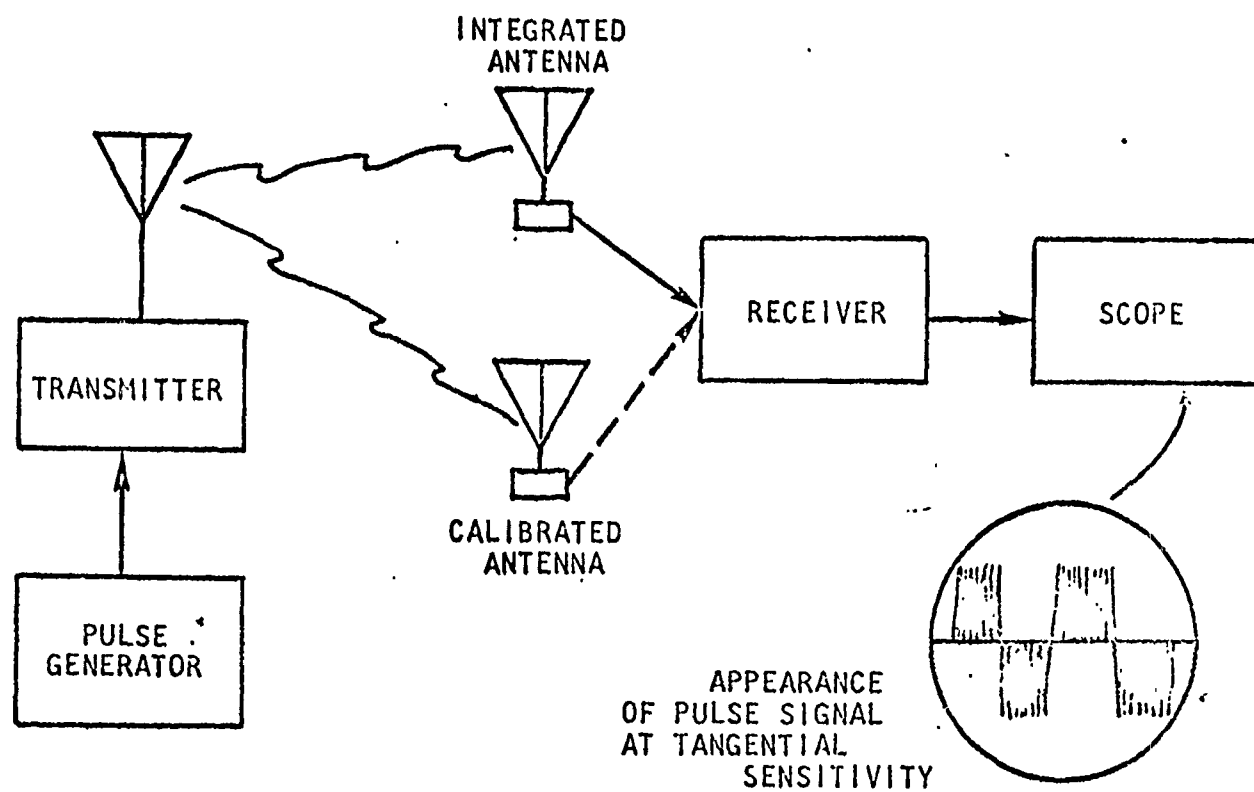 INTEGRATED
ANTENNA
TRANSMITTER
RECEIVER
SCOPE
CALIBRATED
ANTENNA
PULSE
GENERATOR
APPEARANCE
OF PULSE SIGNAL
AT TANGENTIAL
SENSITIVITY